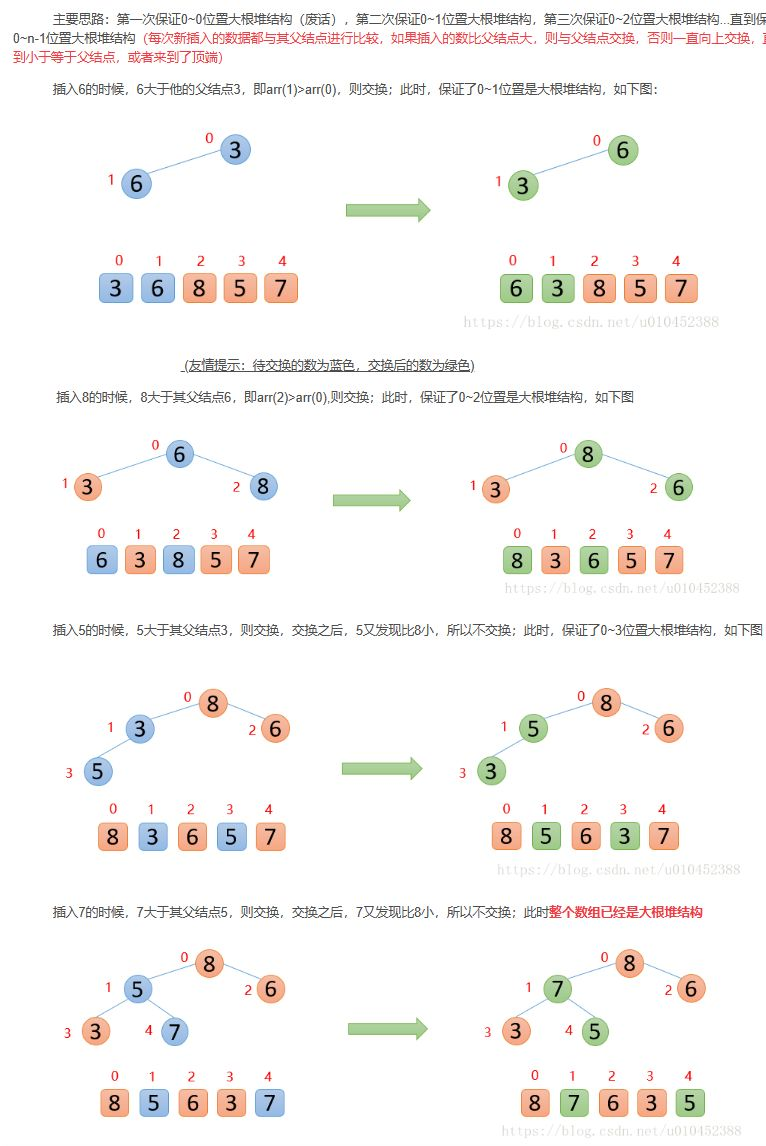 主要思路：第一次保证0~0位置大根堆结构（废话），第二次保证0~1位置大根堆结构，第三次保证0~2位置大根堆结构...直到保
0~n-1位置大根堆结构（每次新插入的数据都与其父结点进行比较，如果插入的数比父结点大，则与父结点交换，否则一直向上交换，直
到小于等于父结点，或者来到了顶端）
插入6的时候，6大于他的父结点3，即arr(1)>arr(0)，则交换；此时，保证了0~1位置是大根堆结构，如下图：
0 3 0 6
1 6 1 3
0 1 2 3 4 0 1 2 3 4
3 6 8 5 7 6 3 8 5 7
https://blog.csdn.net/u010452388
(友情提示：待交换的数为蓝色，交换后的数为绿色)
插入8的时候，8大于其父结点6，即arr(2)>arr(0),则交换；此时，保证了0~2位置是大根堆结构，如下图
0 6 0 8
1 3 2 8 1 3 2 6
0 1 2 3 4 0 1 2 3 4
6 3 8 5 7 8 3 6 5 7
https://blog.csdn.net/u010452388
插入5的时候，5大于其父结点3，则交换，交换之后，5又发现比8小，所以不交换；此时，保证了0~3位置大根堆结构，如下图
0 8 0 8
1 3 2 6 1 5 2 6
3 5 3 3
0 1 2 3 4 0 1 2 3 4
8 3 6 5 7 8 5 6 3 7
https://blog.csdn.net/u010452388
插入7的时候，7大于其父结点5，则交换，交换之后，7又发现比8小，所以不交换；此时整个数组已经是大根堆结构
0 8 0 8
1 5 2 6 1 7 2 6
3 3 4 7 3 3 4 5
0 1 2 3 4 0 1 2 3 4
8 5 6 3 7 8 7 6 3 5
https://blog.csdn.net/u010452388